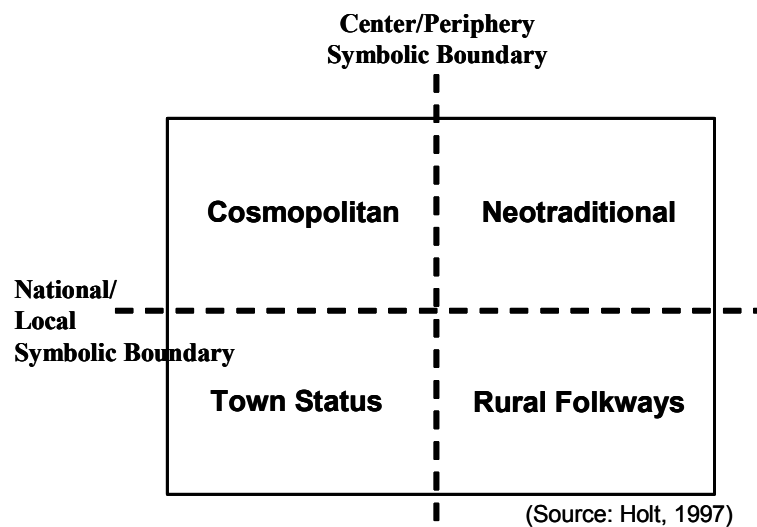 Center/Periphery
Symbolic Boundary
Cosmopolitan
Neotraditional
National/
Local
Symbolic Boundary
Town Status
Rural Folkways
(Source: Holt, 1997)